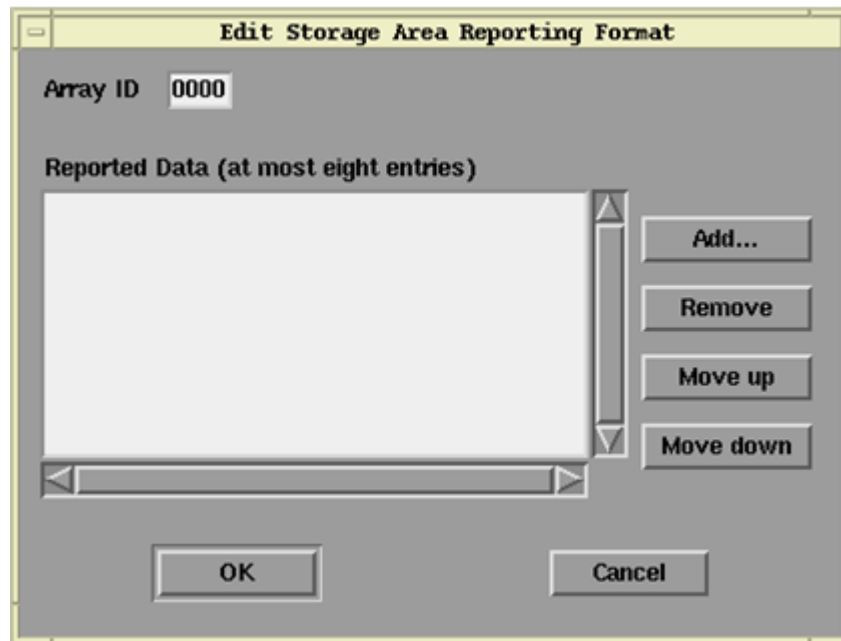 Edit Storage Area Reporting Format
Array ID 0000
Reported Data (at most eight entries)
Add...
Remove
Move up
Move down
OK Cancel